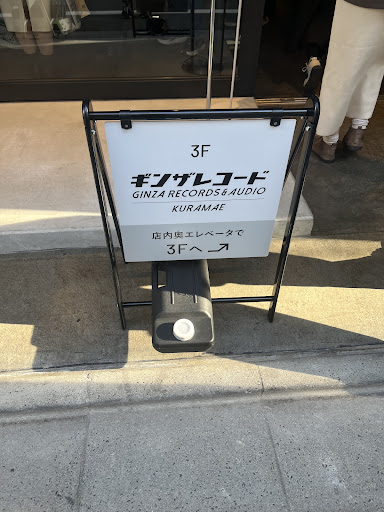 3F
ギンザレコード
GINZA RECORDS & AUDIO
KURAMAE
店内奥エレベータで
3Fへ →